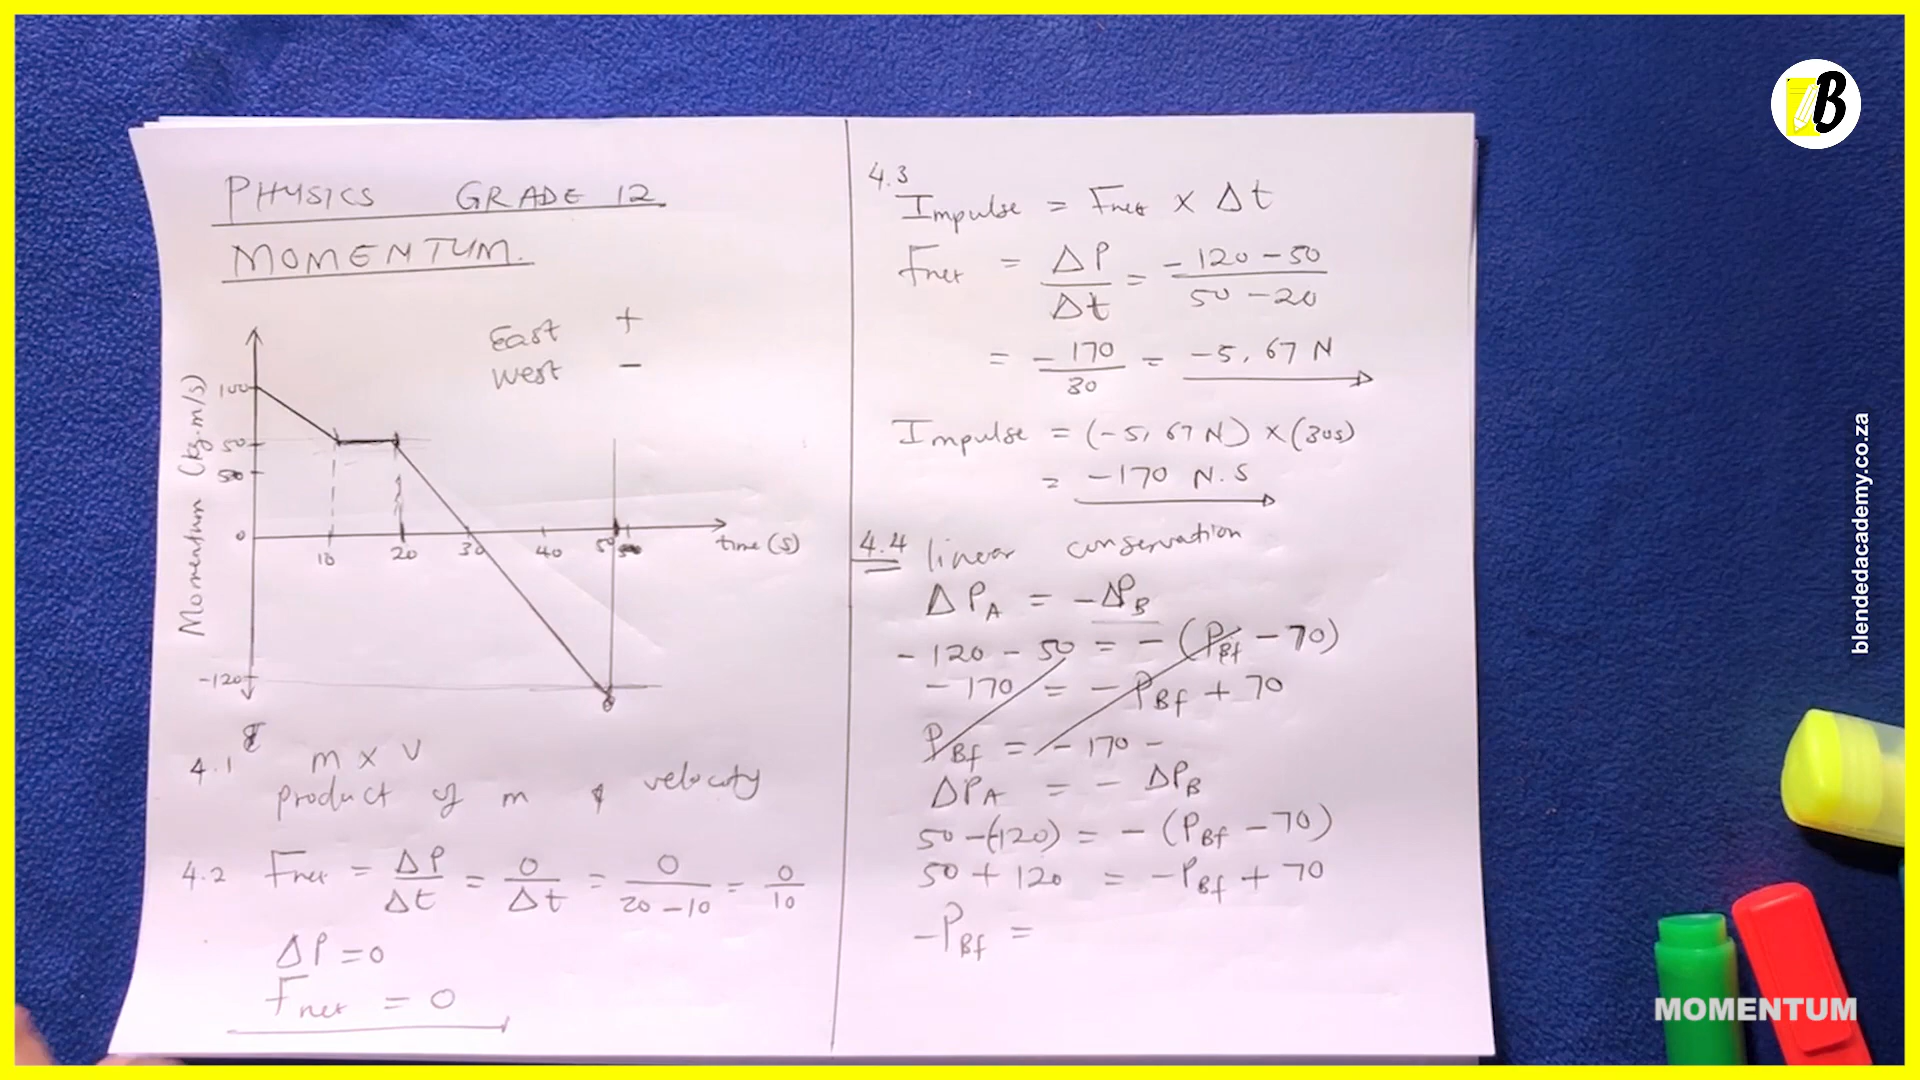 PHYSICS GRADE 12
MOMENTUM.
East +
West -
Momentum (kg.m/s)
100
50
50
0
-120
10 20 30 40 50
time (s)
4.1 m x v
product of m & velocity
4.2 Fnet = ΔP/Δt = 0/Δt = 0/20-10 = 0/10
ΔP = 0
Fnet = 0
4.3
Impulse = Fnet x Δt
Fnet = ΔP/Δt = -120-50/50-20
= -170/30 = -5,67 N
Impulse = (-5,67N) x (30s)
= -170 N.S
4.4 linear conservation
ΔPA = -ΔPB
-120 - 50 = -(PBf - 70)
-170 = -PBf + 70
PBf = -170 -
ΔPA = - ΔPB
50-(-120) = -(PBf - 70)
50 + 120 = -PBf + 70
-PBf =
B
blendedacademy.co.za
MOMENTUM